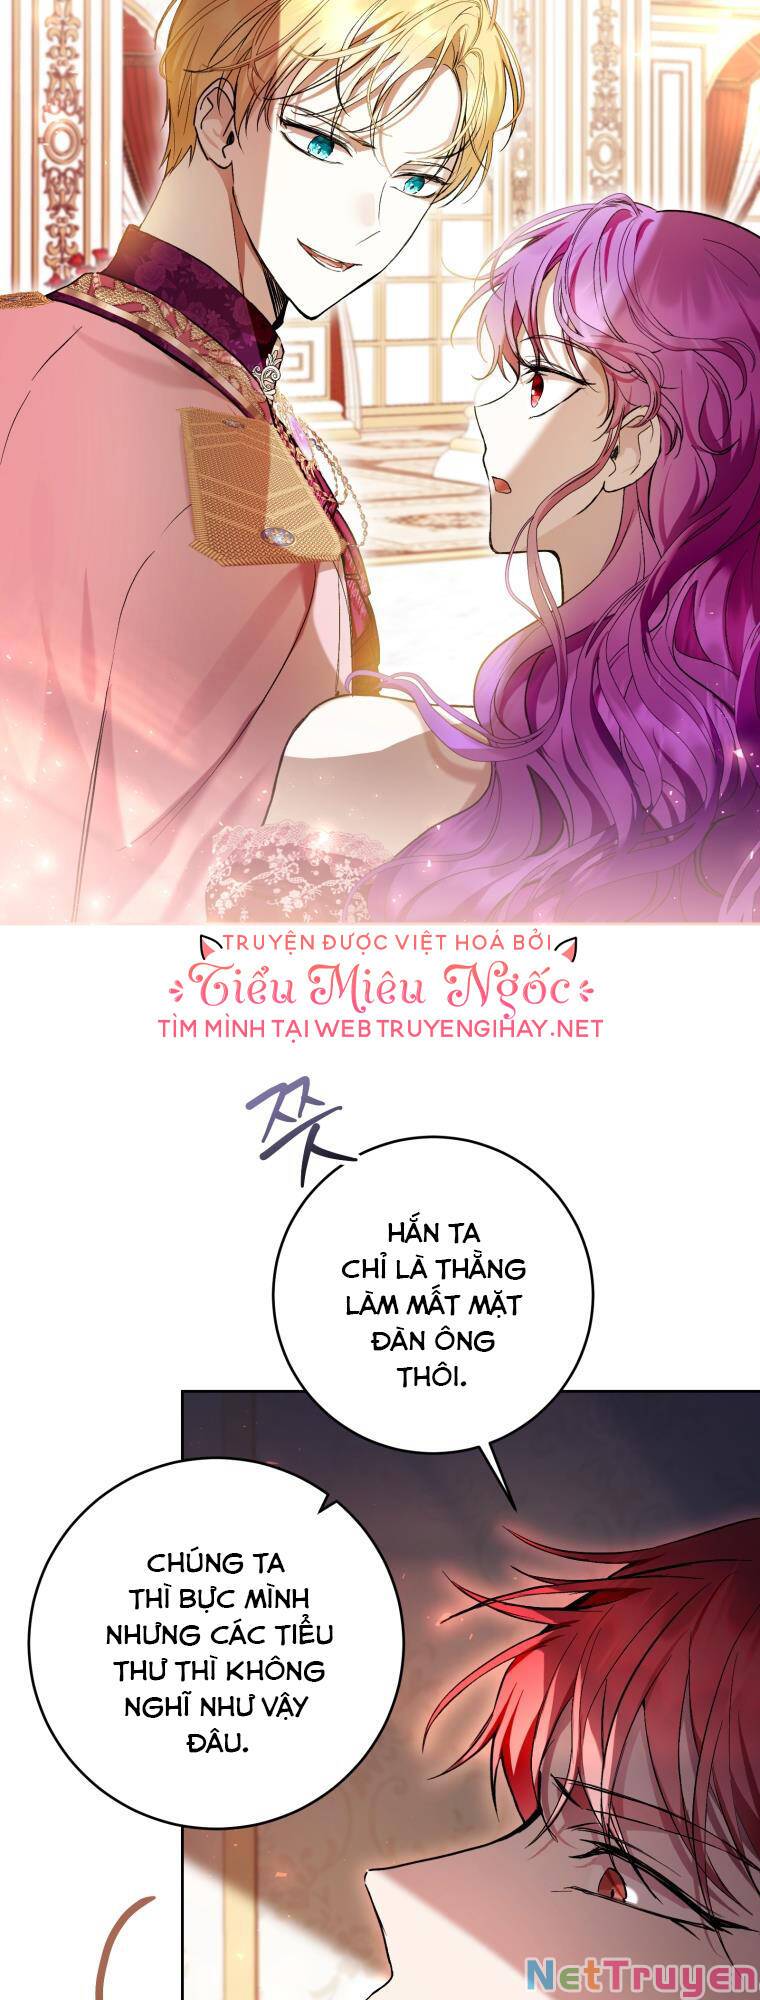 TRUYỆN ĐƯỢC VIỆT HOÁ BỞI
Tiểu Miêu Ngốc
TÌM MÌNH TẠI WEB TRUYENGIHAY.NET
쯧
HẮN TA
CHỈ LÀ THẰNG
LÀM MẤT MẶT
ĐÀN ÔNG
THÔI.
CHÚNG TA
THÌ BỰC MÌNH
NHƯNG CÁC TIỂU
THƯ THÌ KHÔNG
NGHĨ NHƯ VẬY
ĐÂU.
NetTruyen